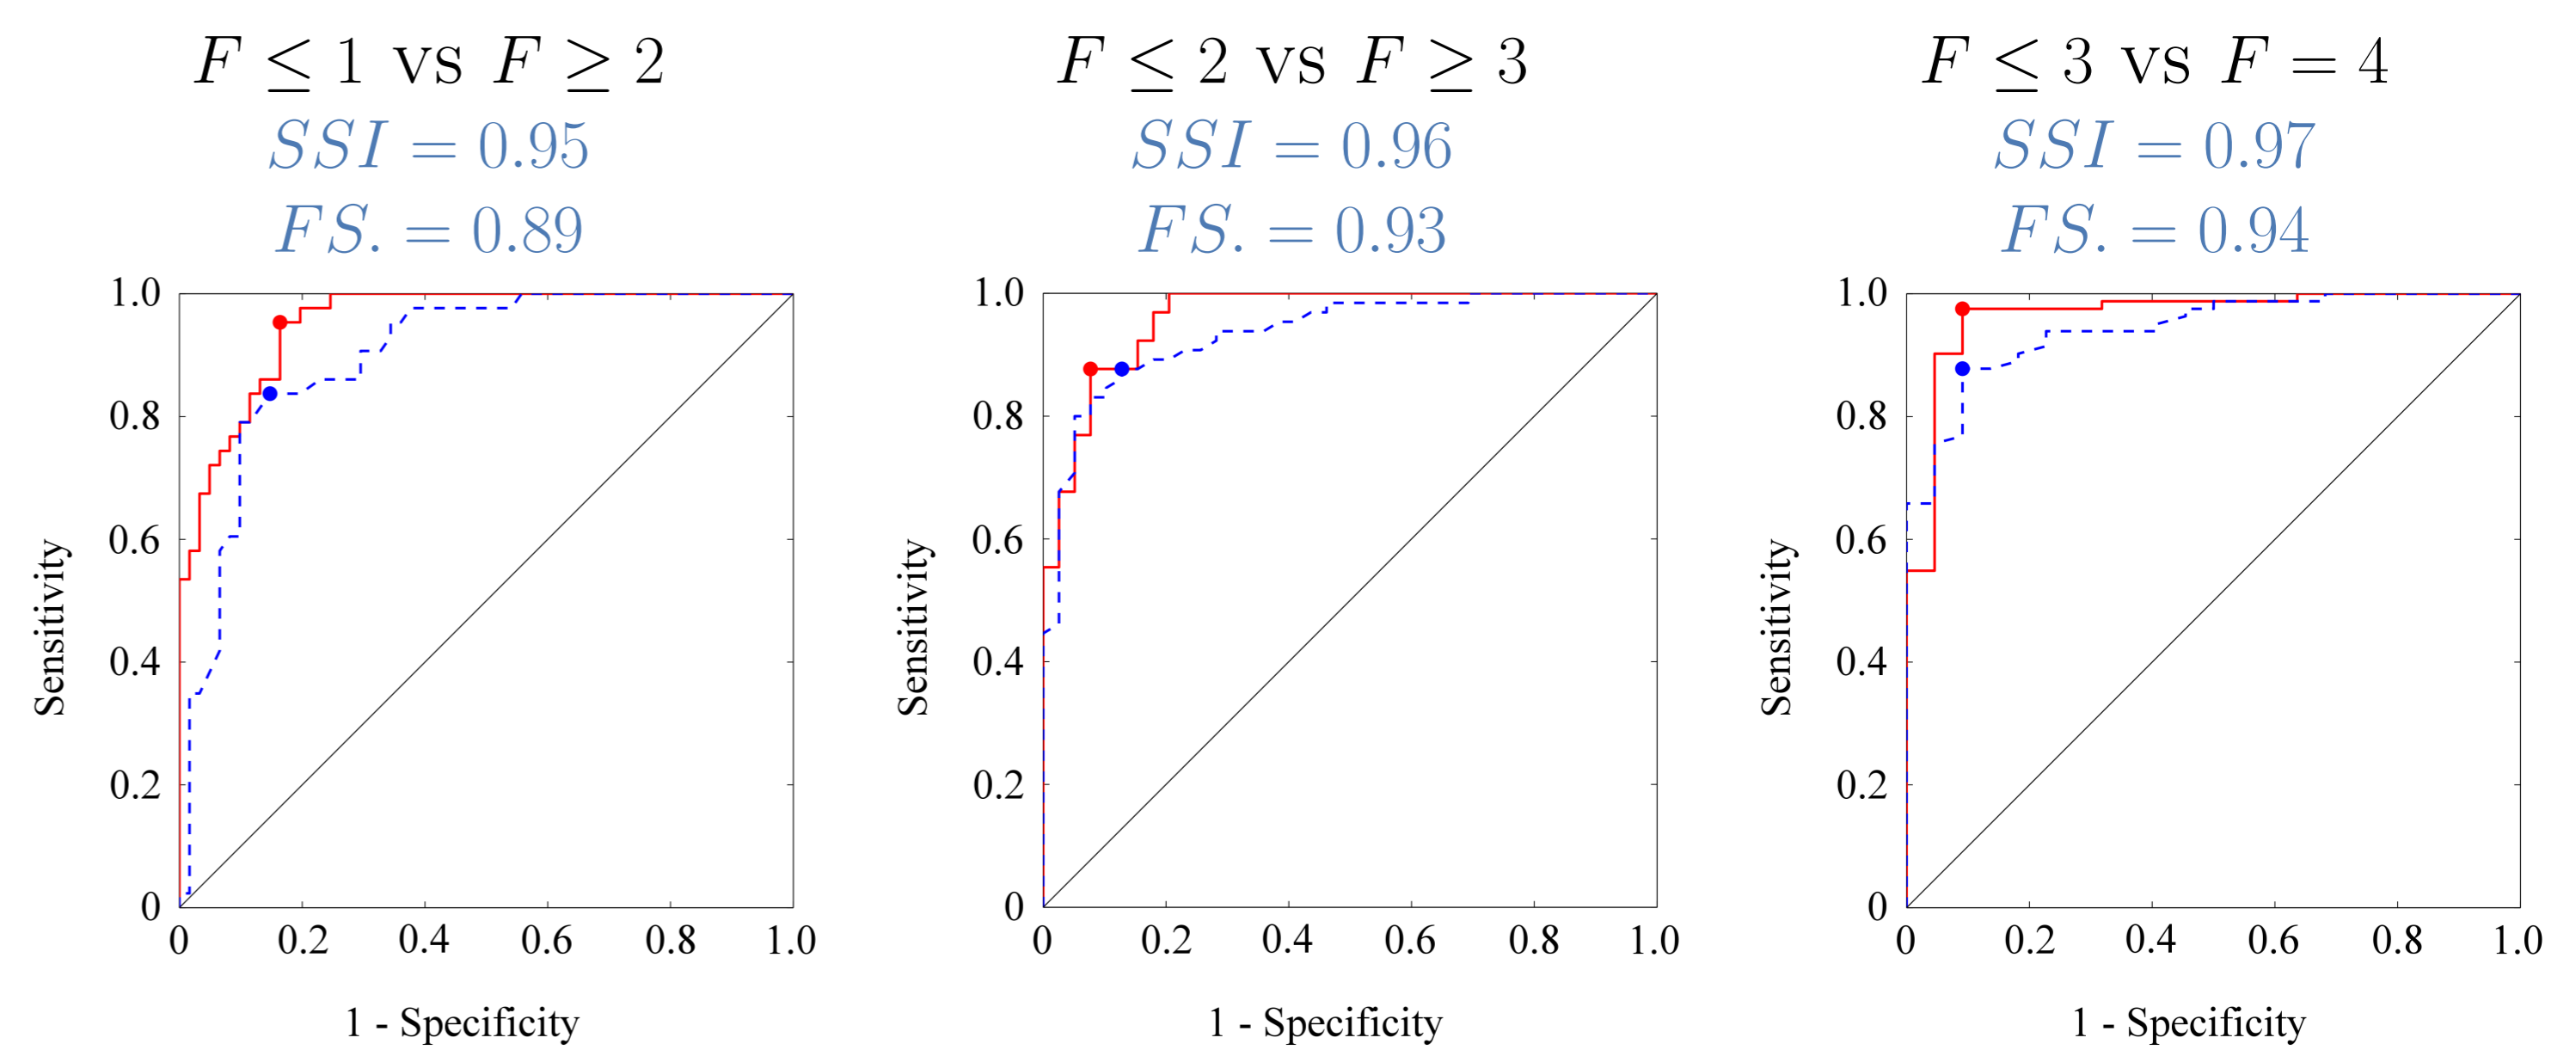 F ≤ 1 vs F ≥ 2
SSI = 0.95
FS. = 0.89
1.0
0.8
0.6
0.4
0.2
0
Sensitivity
0 0.2 0.4 0.6 0.8 1.0
1 - Specificity
F ≤ 2 vs F ≥ 3
SSI = 0.96
FS. = 0.93
1.0
0.8
0.6
0.4
0.2
0
Sensitivity
0 0.2 0.4 0.6 0.8 1.0
1 - Specificity
F ≤ 3 vs F = 4
SSI = 0.97
FS. = 0.94
1.0
0.8
0.6
0.4
0.2
0
Sensitivity
0 0.2 0.4 0.6 0.8 1.0
1 - Specificity